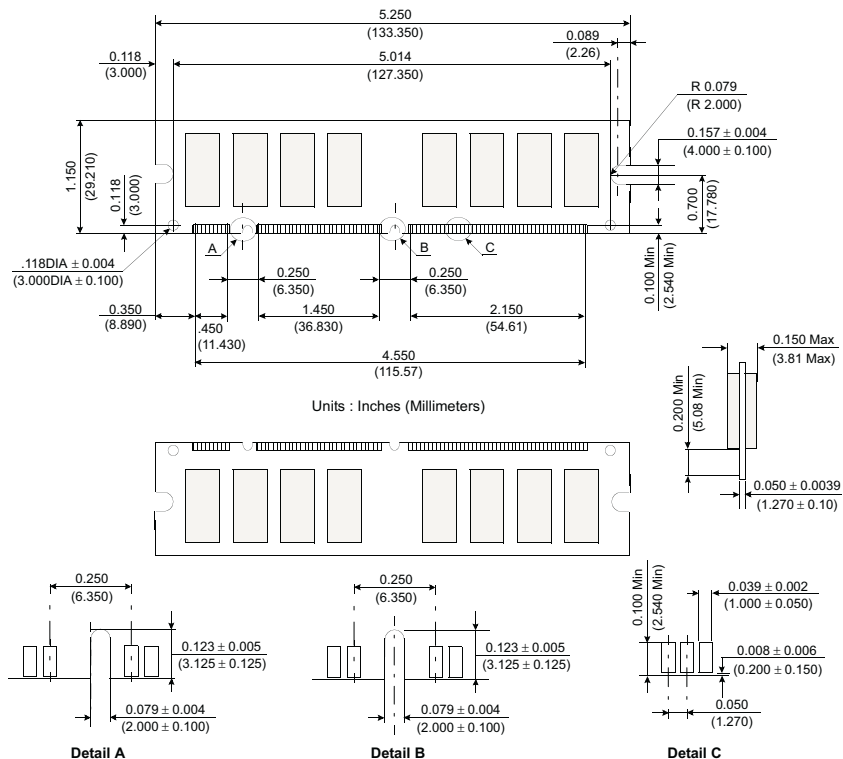 5.250
(133.350)
0.089
(2.26)
0.118
(3.000)
5.014
(127.350)
R 0.079
(R 2.000)
0.157 ± 0.004
(4.000 ± 0.100)
1.150
(29.210)
0.118
(3.000)
0.700
(17.780)
A
B
C
.118DIA ± 0.004
(3.000DIA ± 0.100)
0.250
(6.350)
0.250
(6.350)
0.100 Min
(2.540 Min)
0.350
(8.890)
.450
(11.430)
1.450
(36.830)
2.150
(54.61)
4.550
(115.57)
0.150 Max
(3.81 Max)
Units : Inches (Millimeters)
0.200 Min
(5.08 Min)
0.050 ± 0.0039
(1.270 ± 0.10)
0.250
(6.350)
0.123 ± 0.005
(3.125 ± 0.125)
0.079 ± 0.004
(2.000 ± 0.100)
Detail A
0.250
(6.350)
0.123 ± 0.005
(3.125 ± 0.125)
0.079 ± 0.004
(2.000 ± 0.100)
Detail B
0.100 Min
(2.540 Min)
0.039 ± 0.002
(1.000 ± 0.050)
0.008 ± 0.006
(0.200 ± 0.150)
0.050
(1.270)
Detail C